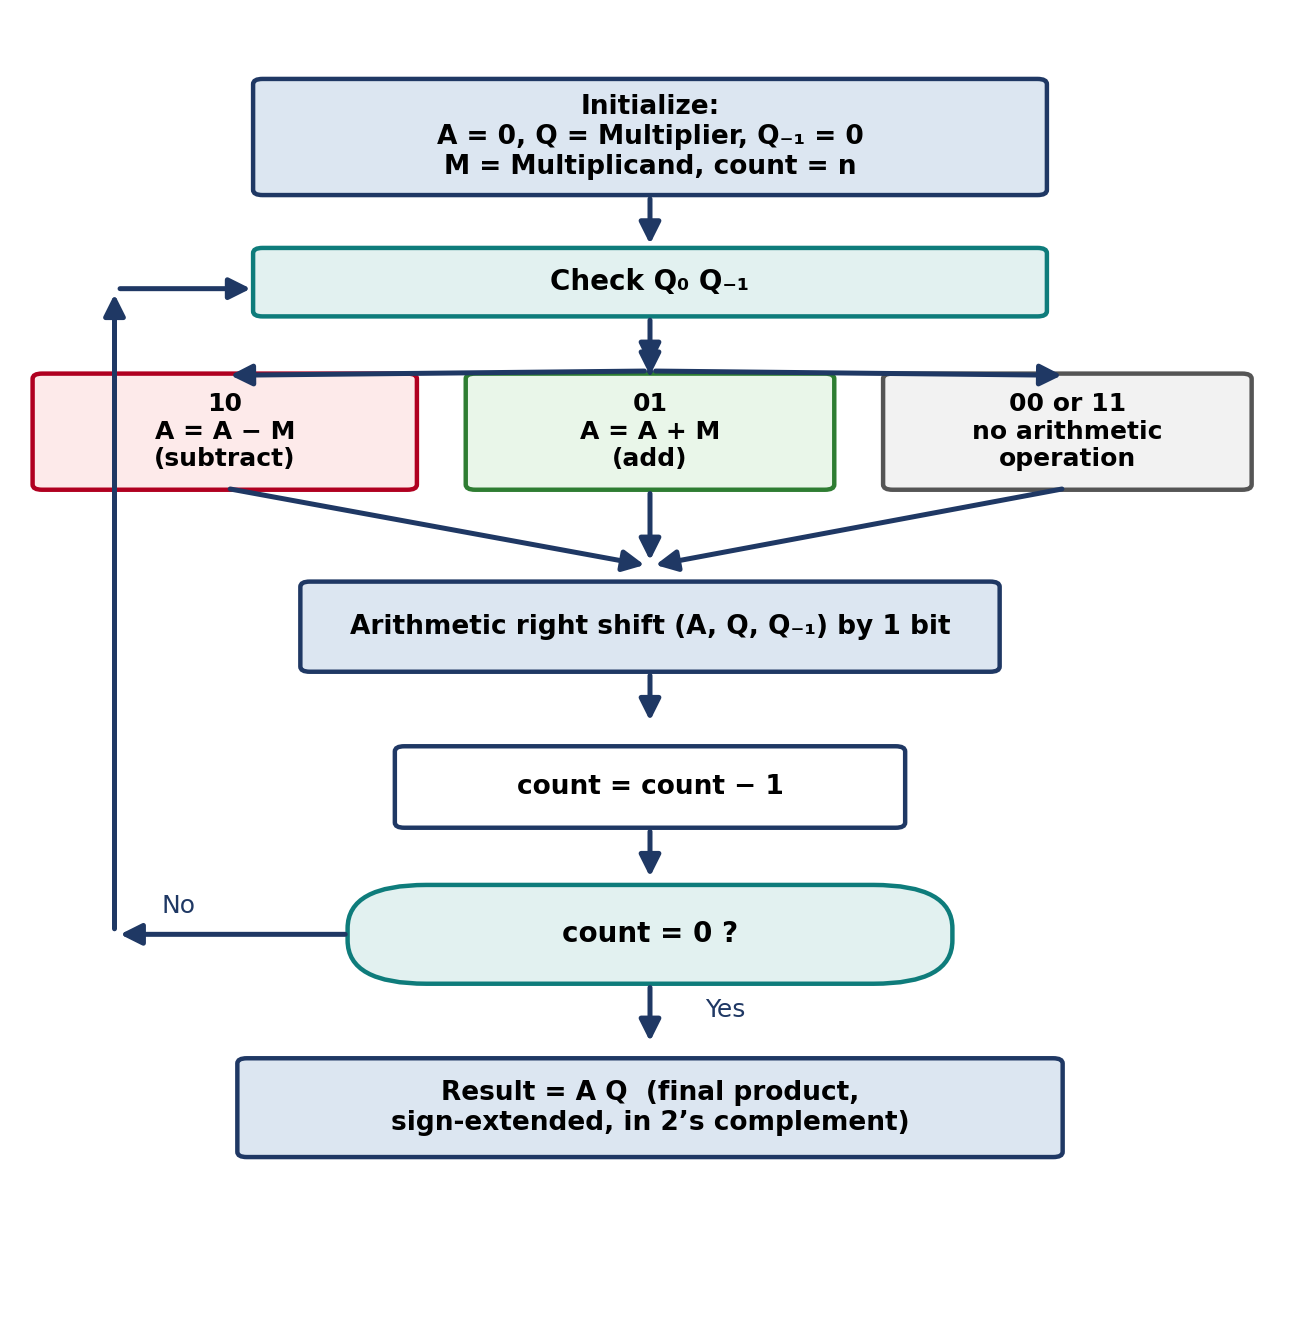 Initialize:
A = 0, Q = Multiplier, Q₋₁ = 0
M = Multiplicand, count = n
Check Q₀ Q₋₁
10
A = A − M
(subtract)
01
A = A + M
(add)
00 or 11
no arithmetic
operation
Arithmetic right shift (A, Q, Q₋₁) by 1 bit
count = count − 1
No
count = 0 ?
Yes
Result = A Q  (final product,
sign-extended, in 2’s complement)